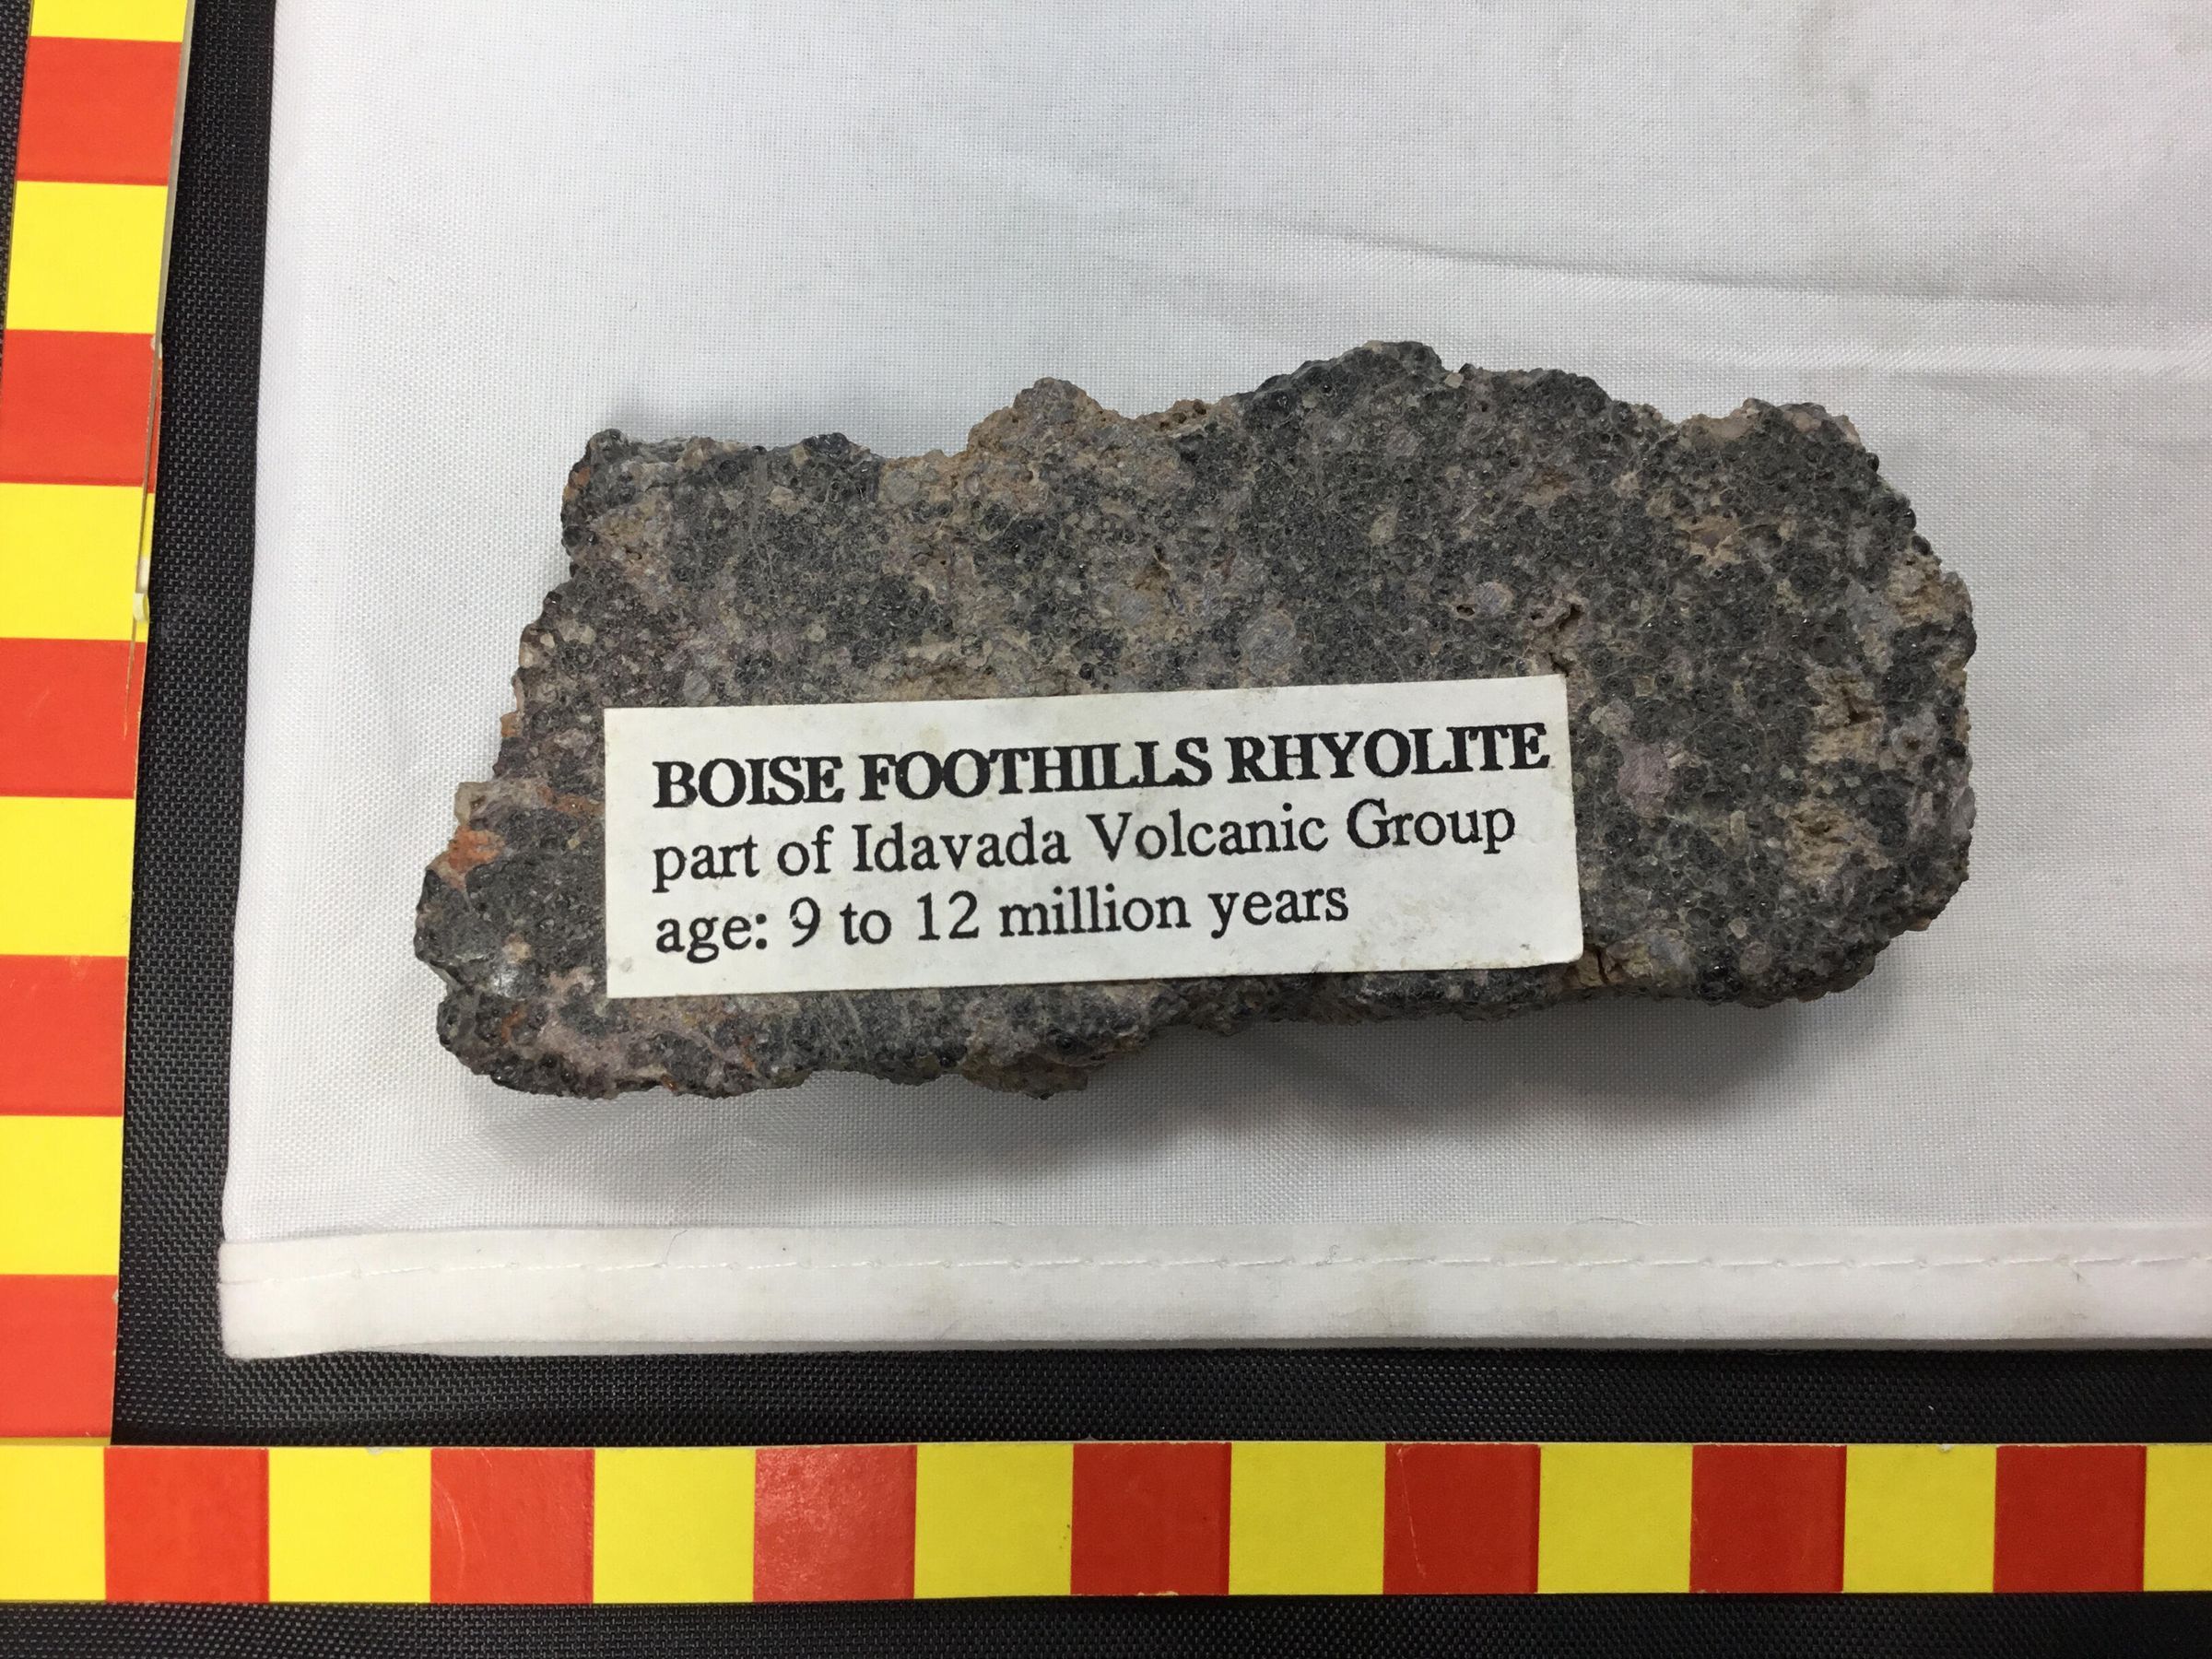 BOISE FOOTHILLS RHYOLITE
part of Idavada Volcanic Group
age: 9 to 12 million years